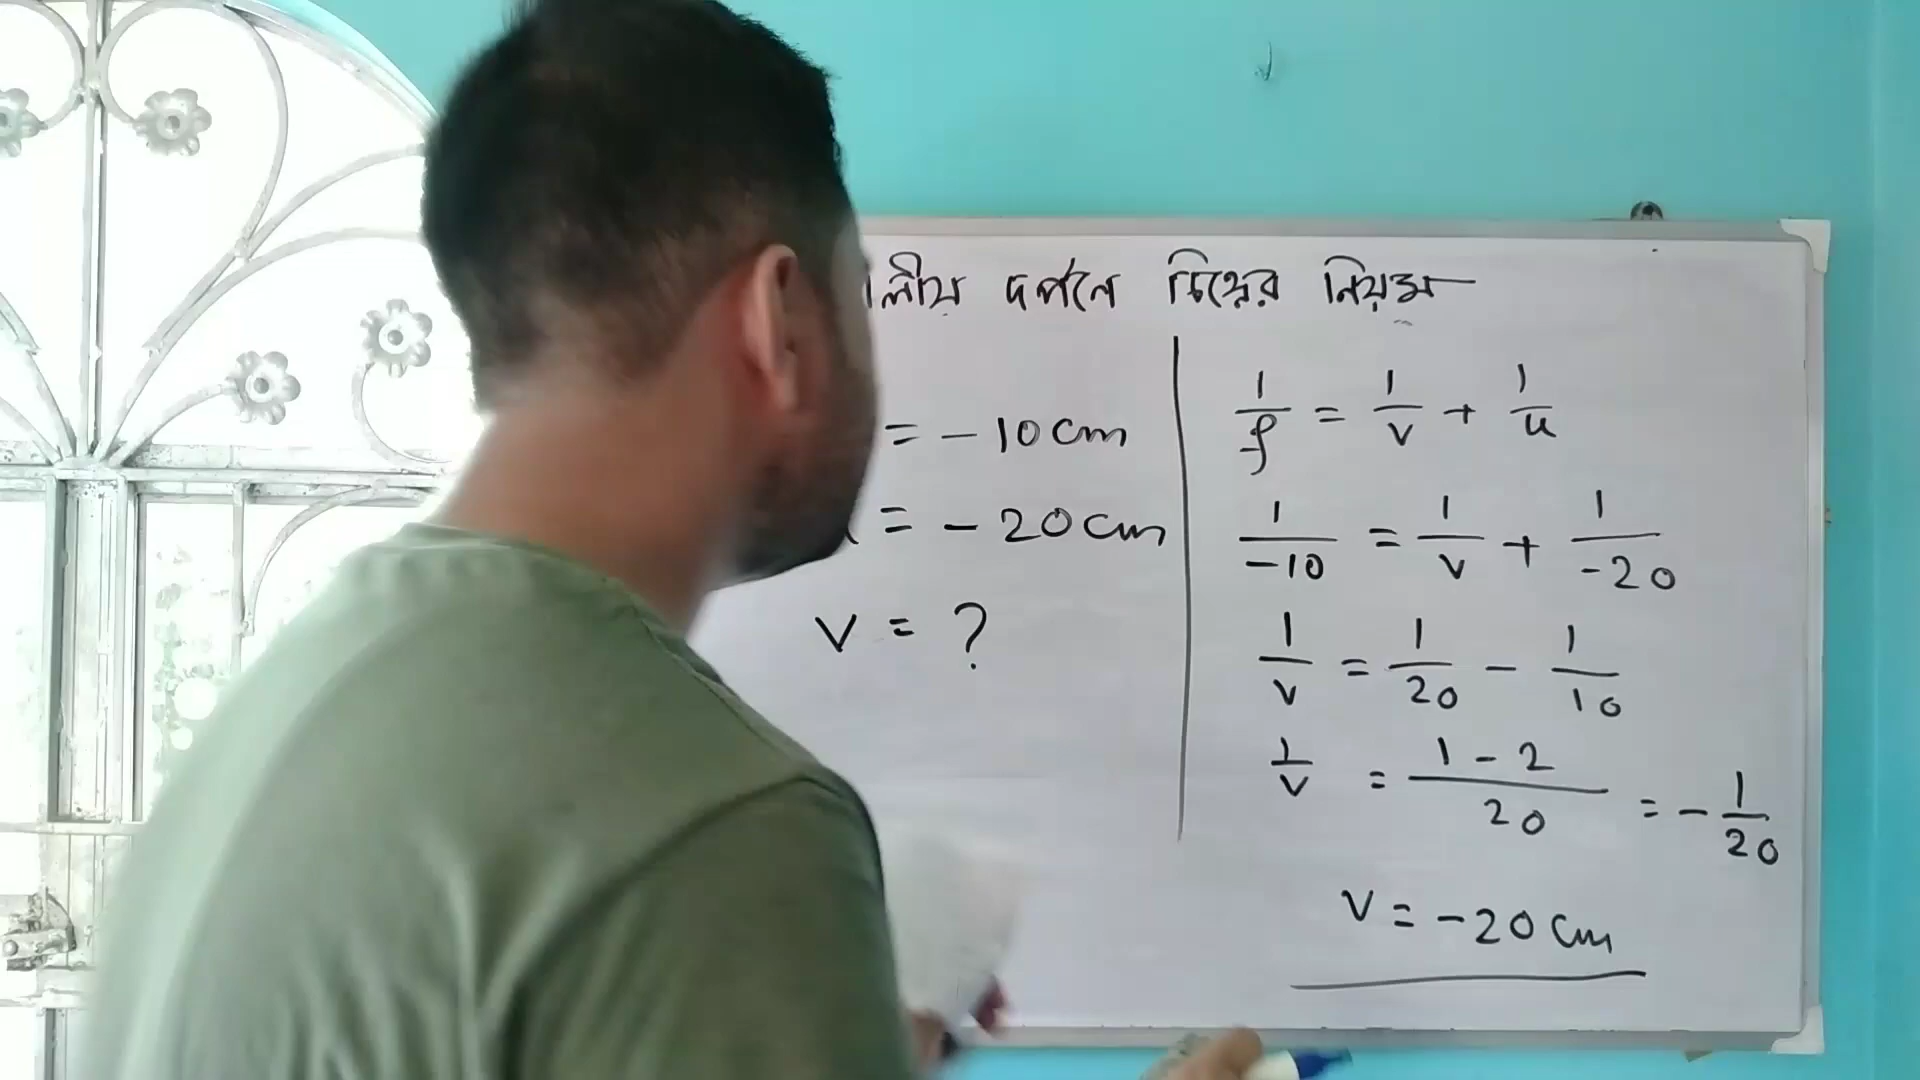 দর্পনে চিহ্নের নিয়ম
= - 10 cm
= - 20 cm
v = ?
1/f = 1/v + 1/u
1/-10 = 1/v + 1/-20
1/v = 1/20 - 1/10
1/v = 1-2/20 = - 1/20
v = -20 cm